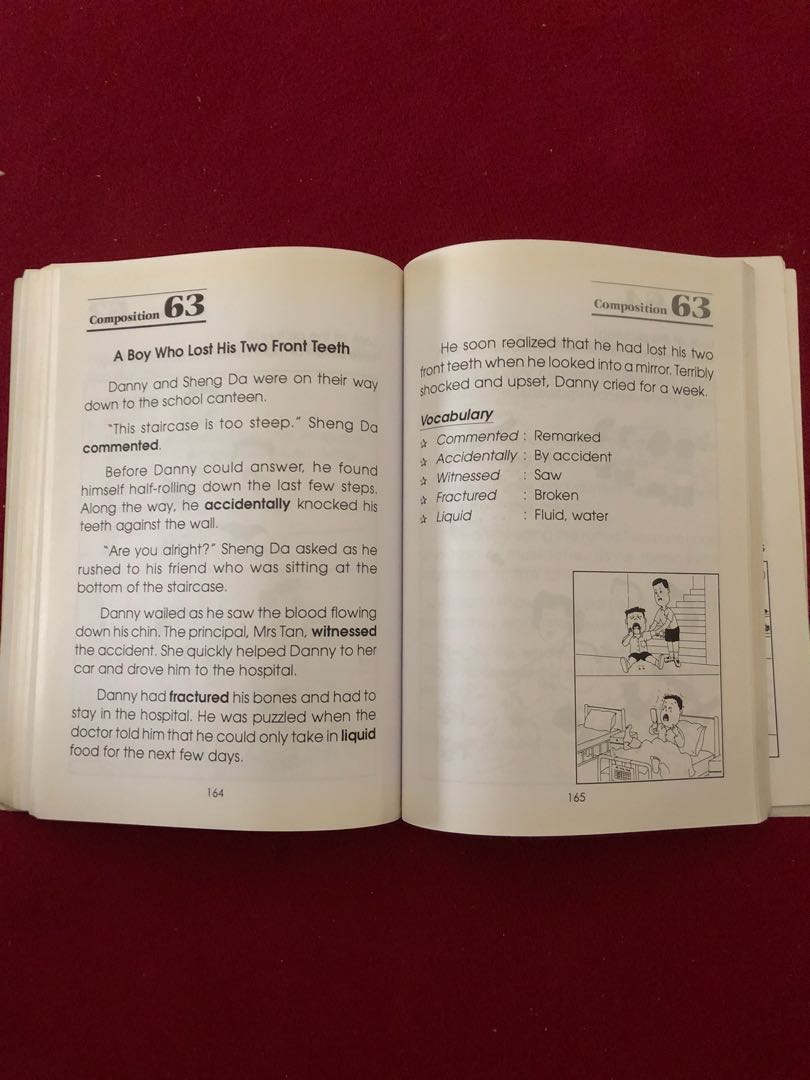 Composition 63
A Boy Who Lost His Two Front Teeth
Danny and Sheng Da were on their way
down to the school canteen.
"This staircase is too steep." Sheng Da
commented.
Before Danny could answer, he found
himself half-rolling down the last few steps.
Along the way, he accidentally knocked his
teeth against the wall.
"Are you alright?" Sheng Da asked as he
rushed to his friend who was sitting at the
bottom of the staircase.
Danny wailed as he saw the blood flowing
down his chin. The principal, Mrs Tan, witnessed
the accident. She quickly helped Danny to her
car and drove him to the hospital.
Danny had fractured his bones and had to
stay in the hospital. He was puzzled when the
doctor told him that he could only take in liquid
food for the next few days.
164
Composition 63
He soon realized that he had lost his two
front teeth when he looked into a mirror. Terribly
shocked and upset, Danny cried for a week.
Vocabulary
☆ Commented : Remarked
☆ Accidentally : By accident
☆ Witnessed : Saw
☆ Fractured : Broken
☆ Liquid : Fluid, water
165